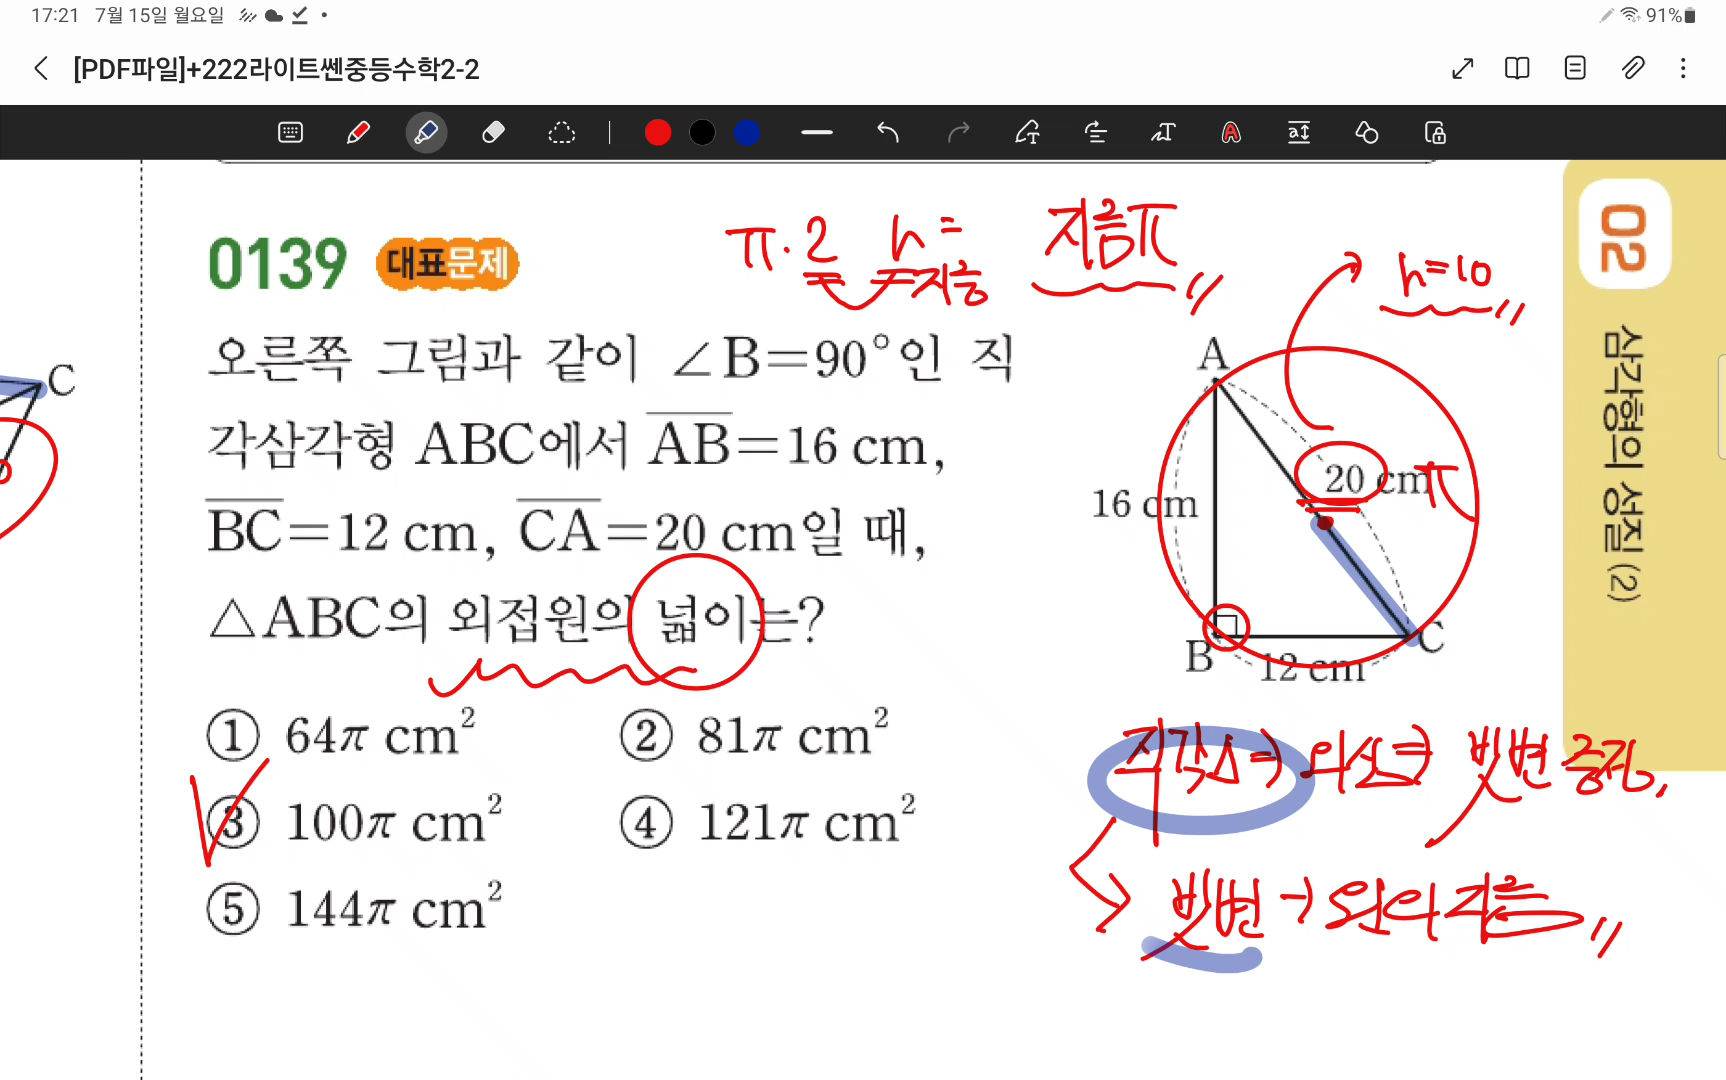 17:21 7월 15일 월요일
91%
[PDF파일]+222라이트쎈중등수학2-2
0139 대표문제
π·2 r= 지름π
=지름
r=10
오른쪽 그림과 같이 ∠B=90°인 직
각삼각형 ABC에서 AB=16 cm,
BC=12 cm, CA=20 cm일 때,
△ABC의 외접원의 넓이는?
① 64π cm² ② 81π cm²
③ 100π cm² ④ 121π cm²
⑤ 144π cm²
A
20 cm π
16 cm
B
12 cm
C
직각△⇒외심⇒ 빗변 중점.
빗변→원의 지름
C
02
삼각형의 성질 (2)